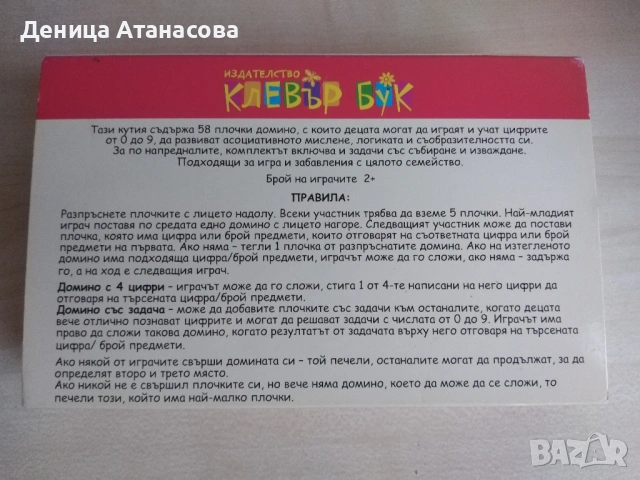 Деница Атанасова
ИЗДАТЕЛСТВО
КЛЕВЪР БУК
Тази кутия съдържа 58 плочки домино, с които децата могат да играят и учат цифрите
от 0 до 9, да развиват асоциативното мислене, логиката и съобразителността си.
За по напредналите, комплектът включва и задачи със събиране и изваждане.
Подходящи за игра и забавления с цялото семейство.
Брой на играчите 2+
ПРАВИЛА:
Разпръснете плочките с лицето надолу. Всеки участник трябва да вземе 5 плочки. Най-младият
играч поставя по средата едно домино с лицето нагоре. Следващият участник може да постави
плочка, която има цифра или брой предмети, които отговарят на съответната цифра или брой
предмети на първата. Ако няма – тегли 1 плочка от разпръснатите домина. Ако на изтегленото
домино има подходяща цифра/брой предмети, играчът може да го сложи, ако няма – задържа
го, а на ход е следващия играч.
Домино с 4 цифри – играчът може да го сложи, стига 1 от 4-те написани на него цифри да
отговаря на търсената цифра/брой предмети.
Домино със задача – може да добавите плочките със задачи към останалите, когато децата
вече отлично познават цифрите и могат да решават задачи с числата от 0 до 9. Играчът има
право да сложи такова домино, когато резултатът от задачата върху него отговаря на търсената
цифра/ брой предмети.
Ако някой от играчите свърши домината си – той печели, останалите могат да продължат, за да
определят второ и трето място.
Ако никой не е свършил плочките си, но вече няма домино, което да може да се сложи, то
печели този, който има най-малко плочки.
BAZAR